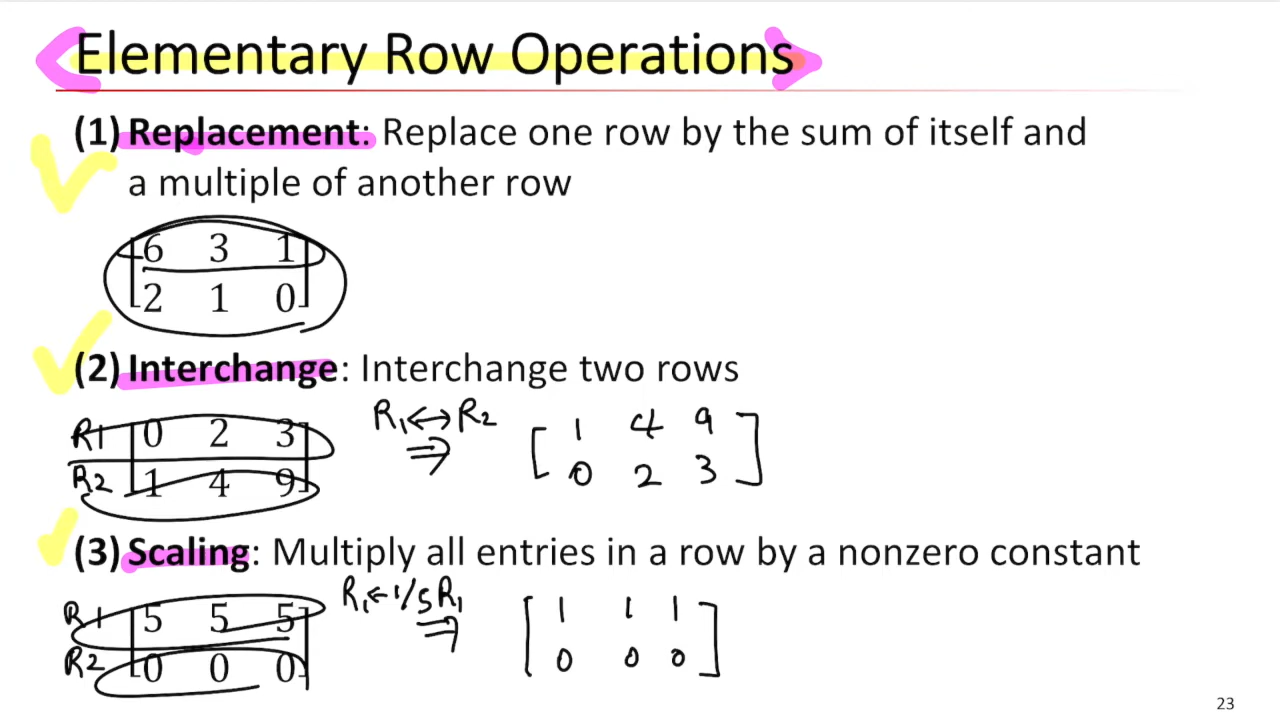 Elementary Row Operations
(1) Replacement: Replace one row by the sum of itself and
a multiple of another row
6 3 1
2 1 0
(2) Interchange: Interchange two rows
R1 0 2 3 R1↔R2 ⇒ 1 4 9
R2 1 4 9 0 2 3
(3) Scaling: Multiply all entries in a row by a nonzero constant
R1 5 5 5 R1←1/5R1 ⇒ 1 1 1
R2 0 0 0 0 0 0
23